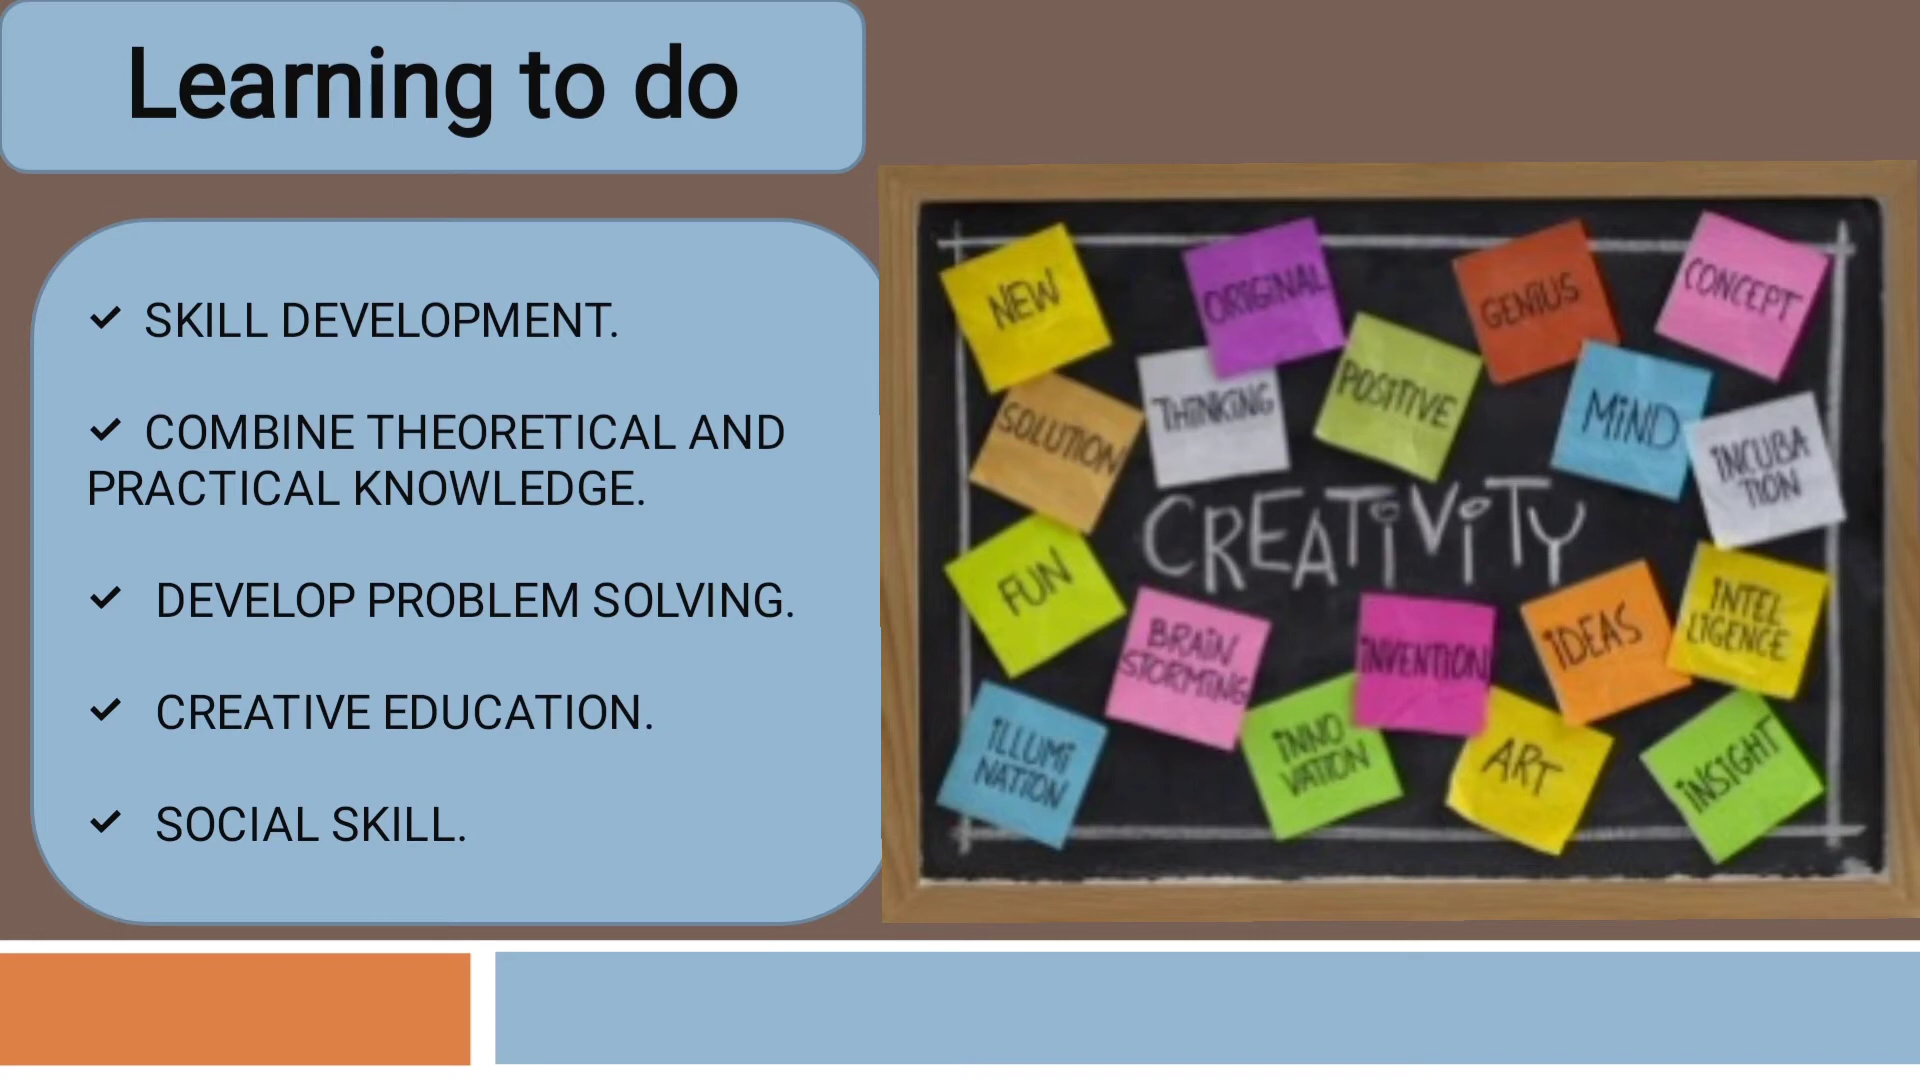 Learning to do
✓ SKILL DEVELOPMENT.
✓ COMBINE THEORETICAL AND
PRACTICAL KNOWLEDGE.
✓ DEVELOP PROBLEM SOLVING.
✓ CREATIVE EDUCATION.
✓ SOCIAL SKILL.
NEW
ORIGINAL
GENIUS
CONCEPT
SOLUTION
THINKING
POSITIVE
MIND
INCUBA
TION
CREATIVITY
FUN
BRAIN
STORMING
INVENTION
IDEAS
INTEL
LIGENCE
ILLUMI
NATION
INNO
VATION
ART
INSIGHT